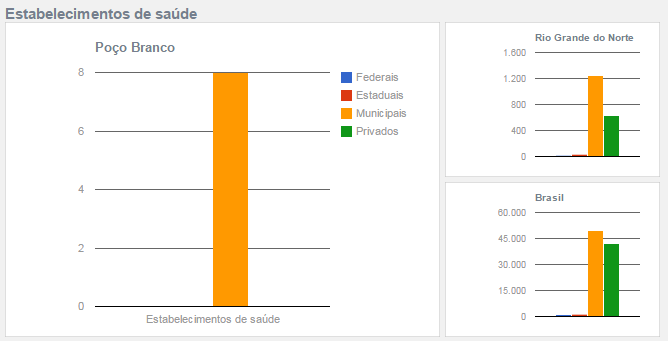 Estabelecimentos de saúde
Poço Branco
8
6
4
2
0
Estabelecimentos de saúde
Federais
Estaduais
Municipais
Privados
Rio Grande do Norte
1.600
1.200
800
400
0
Brasil
60.000
45.000
30.000
15.000
0